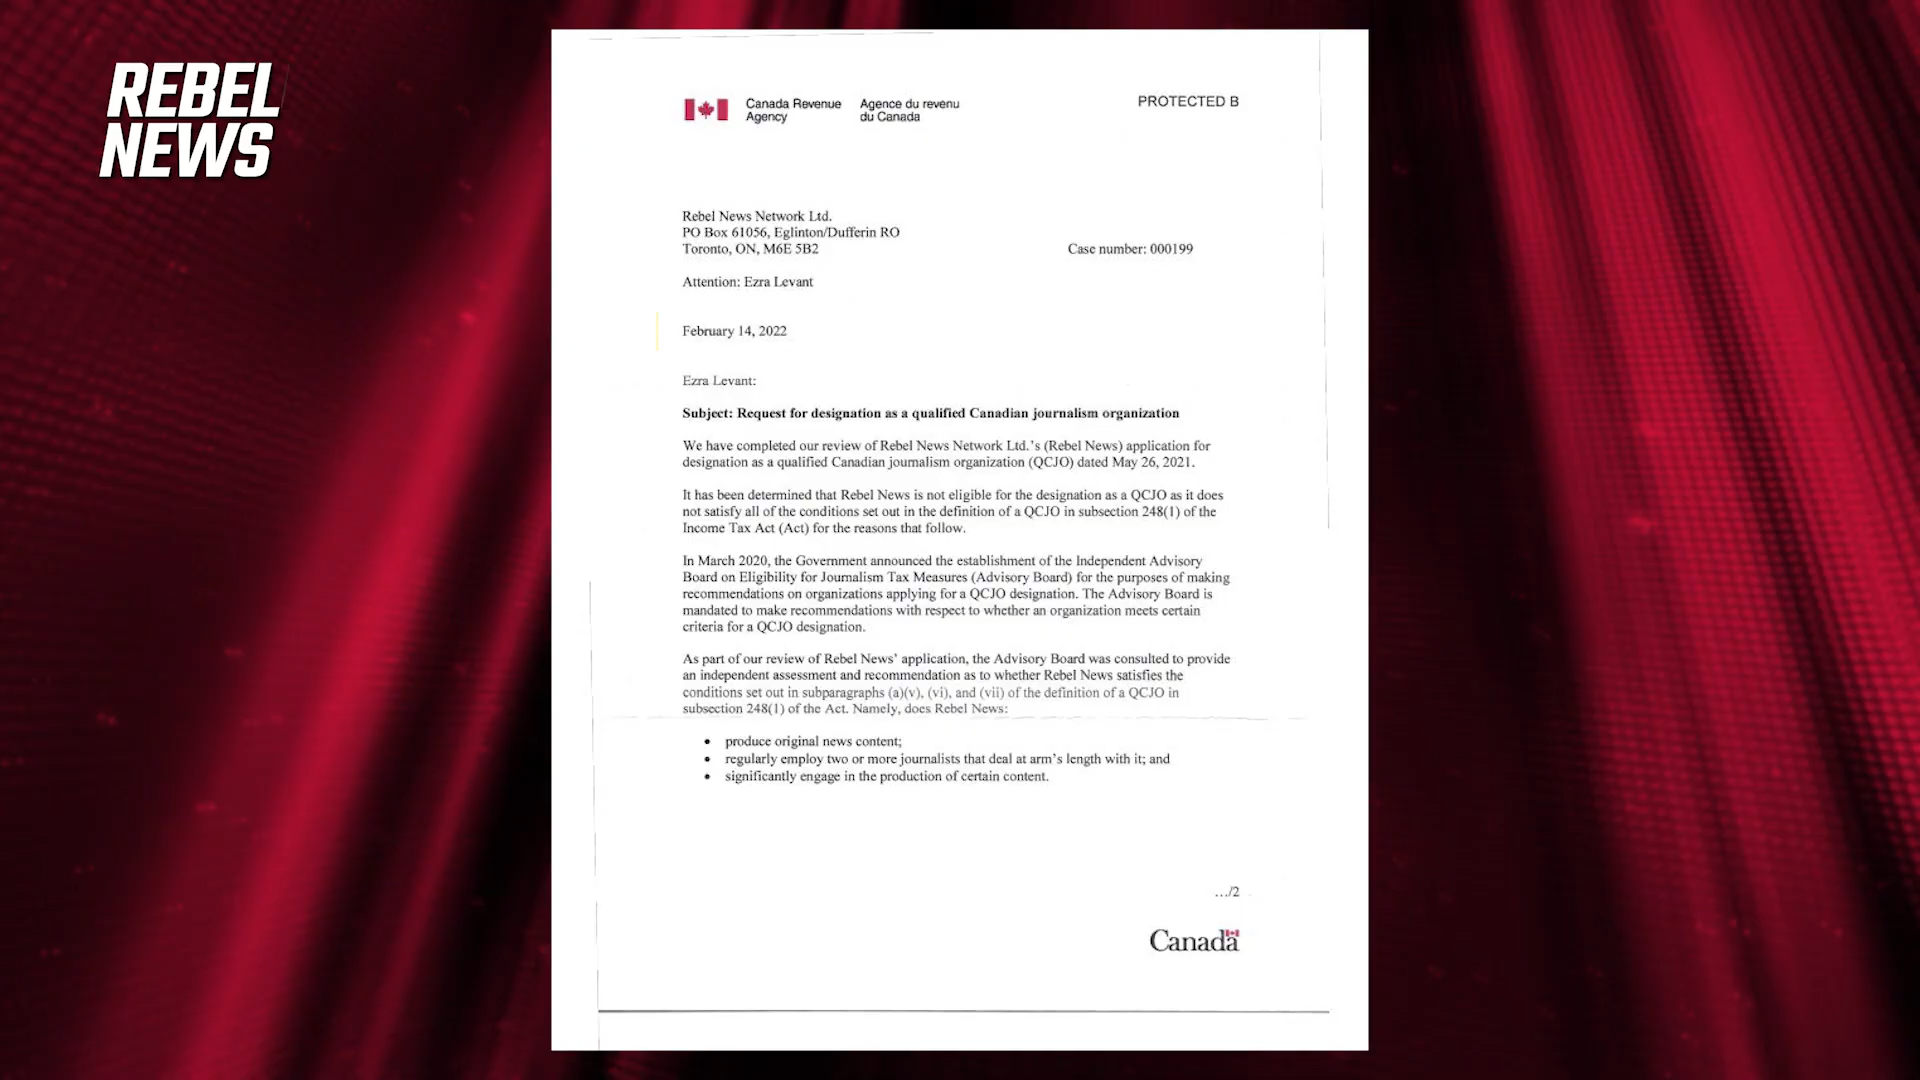 REBEL
NEWS
Canada Revenue Agency
Agence du revenu du Canada
PROTECTED B
Rebel News Network Ltd.
PO Box 61056, Eglinton/Dufferin RO
Toronto, ON, M6E 5B2
Case number: 000199
Attention: Ezra Levant
February 14, 2022
Ezra Levant:
Subject: Request for designation as a qualified Canadian journalism organization
We have completed our review of Rebel News Network Ltd.'s (Rebel News) application for
designation as a qualified Canadian journalism organization (QCJO) dated May 26, 2021.
It has been determined that Rebel News is not eligible for the designation as a QCJO as it does
not satisfy all of the conditions set out in the definition of a QCJO in subsection 248(1) of the
Income Tax Act (Act) for the reasons that follow.
In March 2020, the Government announced the establishment of the Independent Advisory
Board on Eligibility for Journalism Tax Measures (Advisory Board) for the purposes of making
recommendations on organizations applying for a QCJO designation. The Advisory Board is
mandated to make recommendations with respect to whether an organization meets certain
criteria for a QCJO designation.
As part of our review of Rebel News' application, the Advisory Board was consulted to provide
an independent assessment and recommendation as to whether Rebel News satisfies the
conditions set out in subparagraphs (a)(v), (vi), and (vii) of the definition of a QCJO in
subsection 248(1) of the Act. Namely, does Rebel News:
• produce original news content;
• regularly employ two or more journalists that deal at arm's length with it; and
• significantly engage in the production of certain content.
…/2
Canada